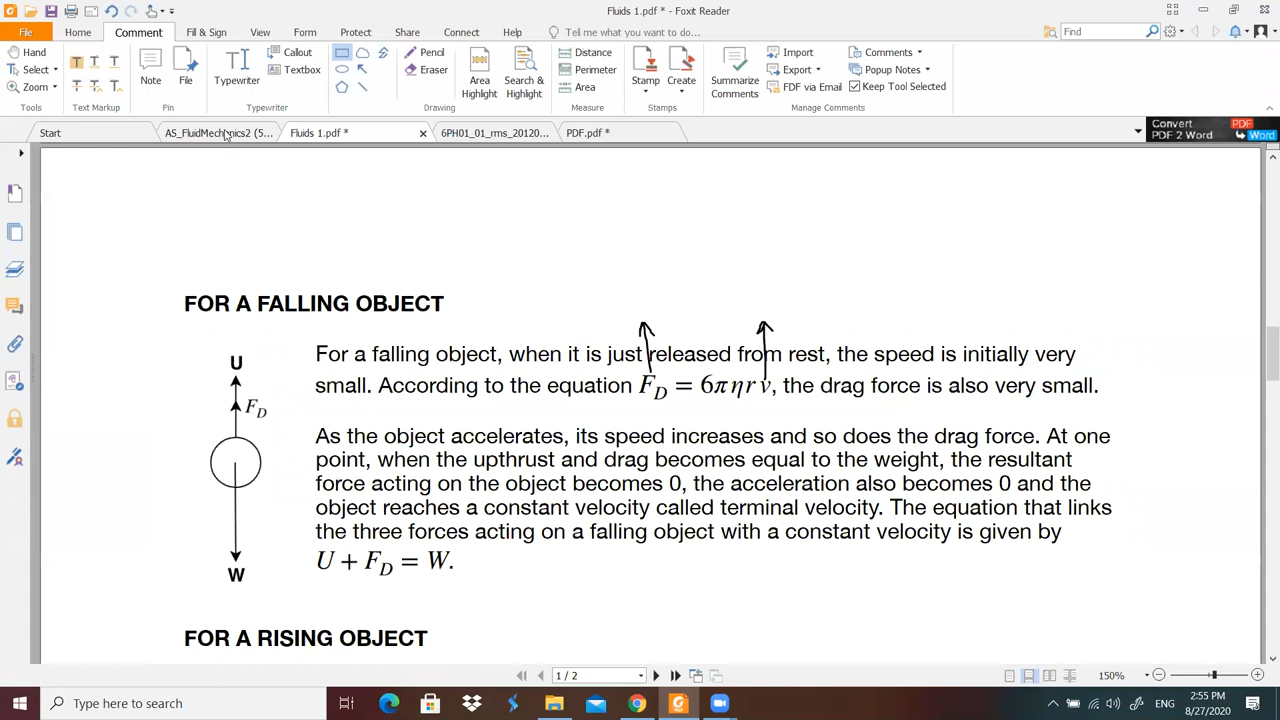 Fluids 1.pdf * - Foxit Reader
File Home Comment View Form Protect Share Connect Help Tell me what you want to do... Find
Fill & Sign
Hand
Select
Zoom
Tools
Text Markup
Note
File
Pin
Typewriter
Callout
Textbox
Typewriter
Pencil
Eraser
Drawing
Area Highlight
Search & Highlight
Distance
Perimeter
Area
Measure
Stamp
Create
Stamps
Summarize Comments
Import
Export
FDF via Email
Comments
Popup Notes
Keep Tool Selected
Manage Comments
Start
AS_FluidMechanics2 (5...
Fluids 1.pdf *
6PH01_01_rms_20120...
PDF.pdf *
Convert PDF
PDF 2 Word Word
FOR A FALLING OBJECT
U
F_D
W
For a falling object, when it is just released from rest, the speed is initially very
small. According to the equation F_D = 6πηrv, the drag force is also very small.
As the object accelerates, its speed increases and so does the drag force. At one
point, when the upthrust and drag becomes equal to the weight, the resultant
force acting on the object becomes 0, the acceleration also becomes 0 and the
object reaches a constant velocity called terminal velocity. The equation that links
the three forces acting on a falling object with a constant velocity is given by
U + F_D = W.
FOR A RISING OBJECT
1 / 2
150%
Type here to search
ENG
2:55 PM
8/27/2020